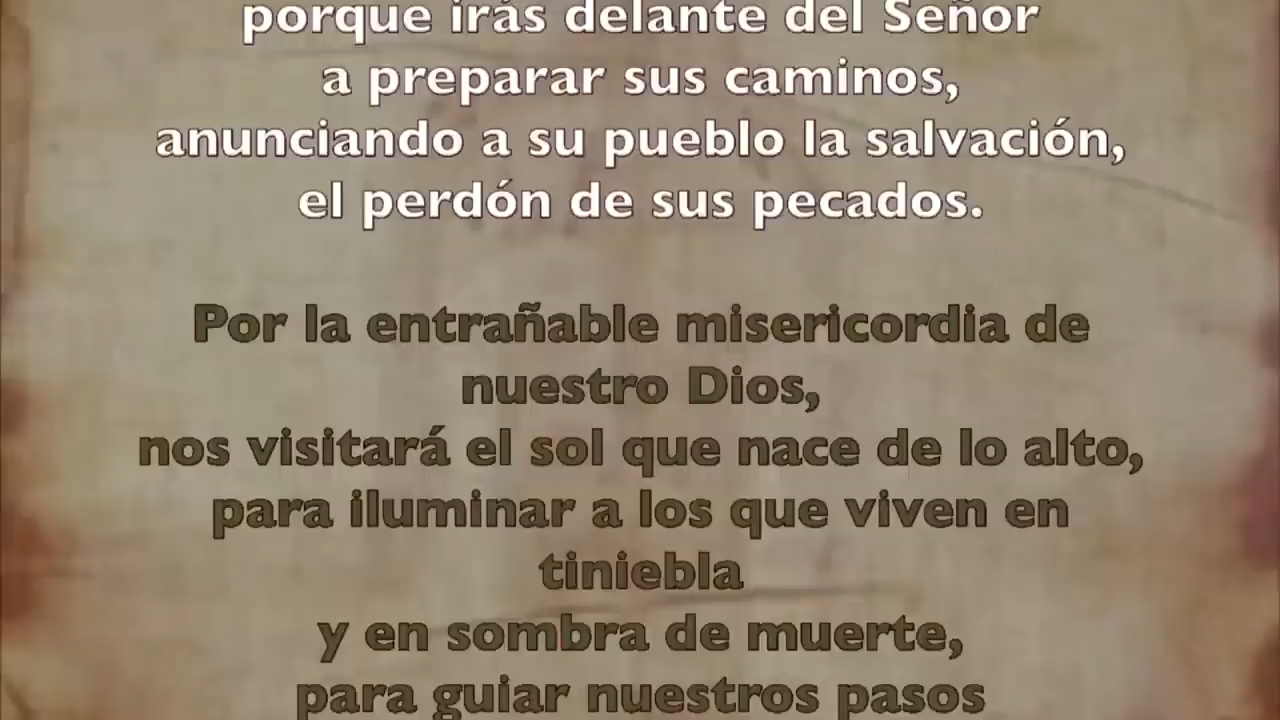 porque irás delante del Señor
a preparar sus caminos,
anunciando a su pueblo la salvación,
el perdón de sus pecados.
Por la entrañable misericordia de
nuestro Dios,
nos visitará el sol que nace de lo alto,
para iluminar a los que viven en
tiniebla
y en sombra de muerte,
para guiar nuestros pasos